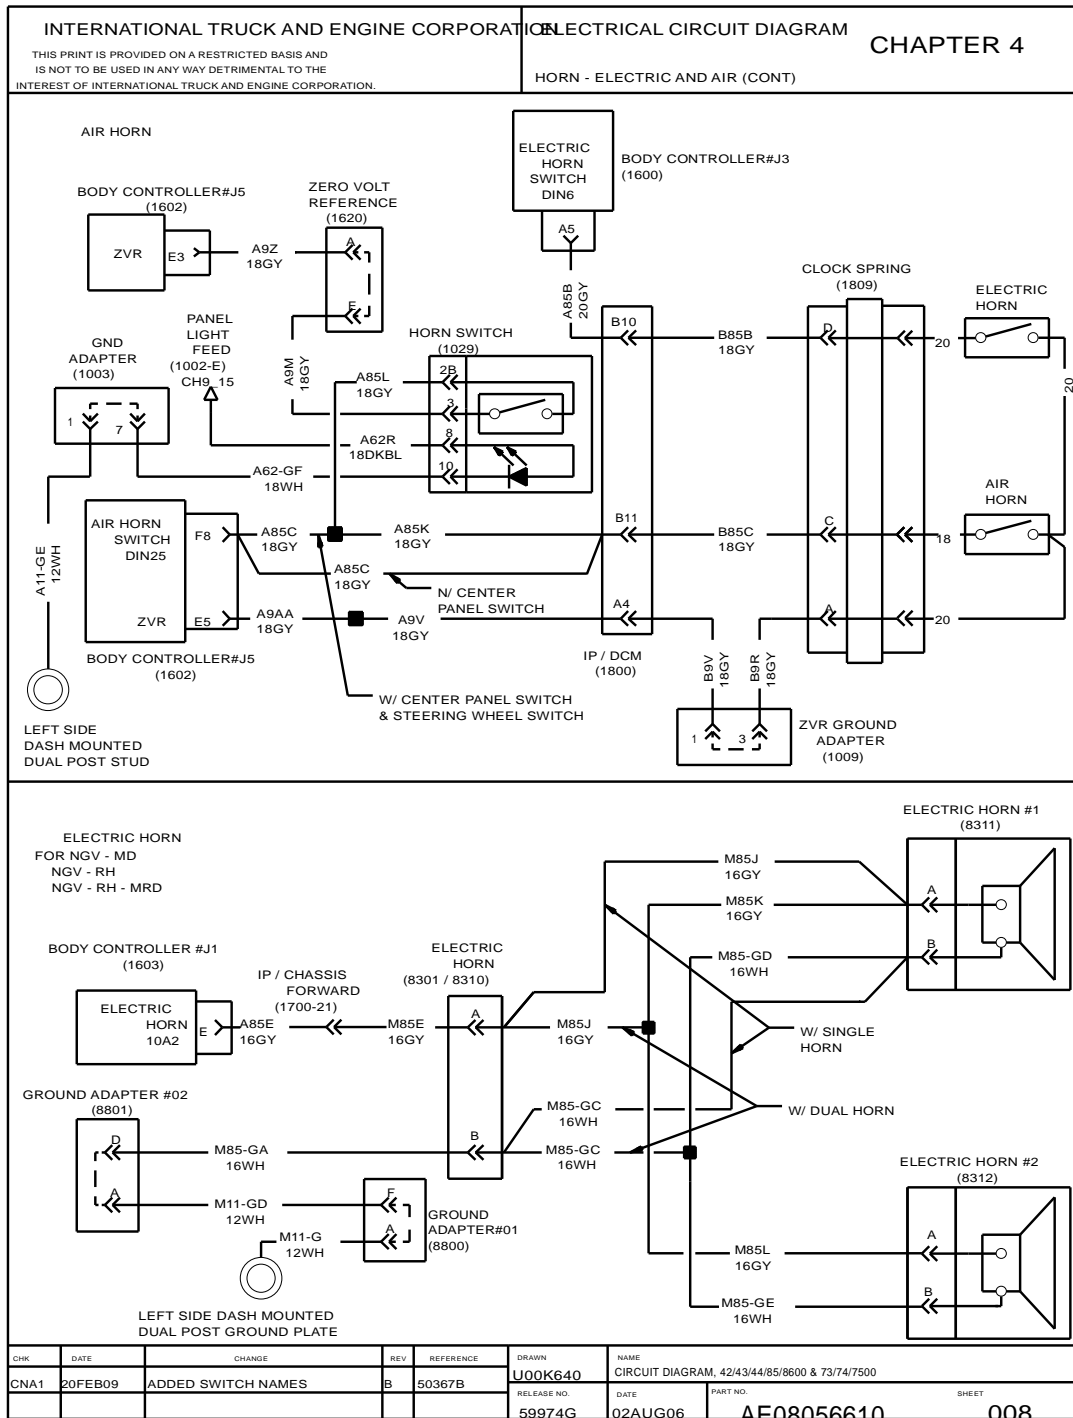 INTERNATIONAL TRUCK AND ENGINE CORPORATION
THIS PRINT IS PROVIDED ON A RESTRICTED BASIS AND
IS NOT TO BE USED IN ANY WAY DETRIMENTAL TO THE
INTEREST OF INTERNATIONAL TRUCK AND ENGINE CORPORATION.
ELECTRICAL CIRCUIT DIAGRAM
CHAPTER 4
HORN - ELECTRIC AND AIR (CONT)
AIR HORN
ELECTRIC
HORN
SWITCH
DIN6
A5
BODY CONTROLLER#J3
(1600)
BODY CONTROLLER#J5
(1602)
ZVR
E3
A9Z
18GY
ZERO VOLT
REFERENCE
(1620)
A
E
A85B
20GY
CLOCK SPRING
(1809)
ELECTRIC
HORN
PANEL
LIGHT
FEED
(1002-E)
CH9_15
GND
ADAPTER
(1003)
1
7
A9M
18GY
HORN SWITCH
(1029)
2B
3
8
10
A85L
18GY
A62R
18DKBL
A62-GF
18WH
B10
B85B
18GY
D
20
20
A11-GE
12WH
AIR HORN
SWITCH
DIN25
F8
ZVR
E5
A85C
18GY
A85K
18GY
A85C
18GY
N/ CENTER
PANEL SWITCH
B11
B85C
18GY
C
18
AIR
HORN
A9AA
18GY
A9V
18GY
A4
A
20
BODY CONTROLLER#J5
(1602)
IP / DCM
(1800)
B9V
18GY
B9R
18GY
W/ CENTER PANEL SWITCH
& STEERING WHEEL SWITCH
1
3
ZVR GROUND
ADAPTER
(1009)
LEFT SIDE
DASH MOUNTED
DUAL POST STUD
ELECTRIC HORN
FOR NGV - MD
NGV - RH
NGV - RH - MRD
ELECTRIC HORN #1
(8311)
A
B
M85J
16GY
M85K
16GY
M85-GD
16WH
BODY CONTROLLER #J1
(1603)
ELECTRIC
HORN
10A2
E
A85E
16GY
IP / CHASSIS
FORWARD
(1700-21)
M85E
16GY
ELECTRIC
HORN
(8301 / 8310)
A
B
M85J
16GY
W/ SINGLE
HORN
W/ DUAL HORN
M85-GC
16WH
M85-GC
16WH
GROUND ADAPTER #02
(8801)
D
A
M85-GA
16WH
M11-GD
12WH
M11-G
12WH
F
A
GROUND
ADAPTER#01
(8800)
LEFT SIDE DASH MOUNTED
DUAL POST GROUND PLATE
ELECTRIC HORN #2
(8312)
A
B
M85L
16GY
M85-GE
16WH
CHK
DATE
CHANGE
REV
REFERENCE
CNA1
20FEB09
ADDED SWITCH NAMES
B
50367B
DRAWN
U00K640
NAME
CIRCUIT DIAGRAM, 42/43/44/85/8600 & 73/74/7500
RELEASE NO.
59974G
DATE
02AUG06
PART NO.
AE08056610
SHEET
008